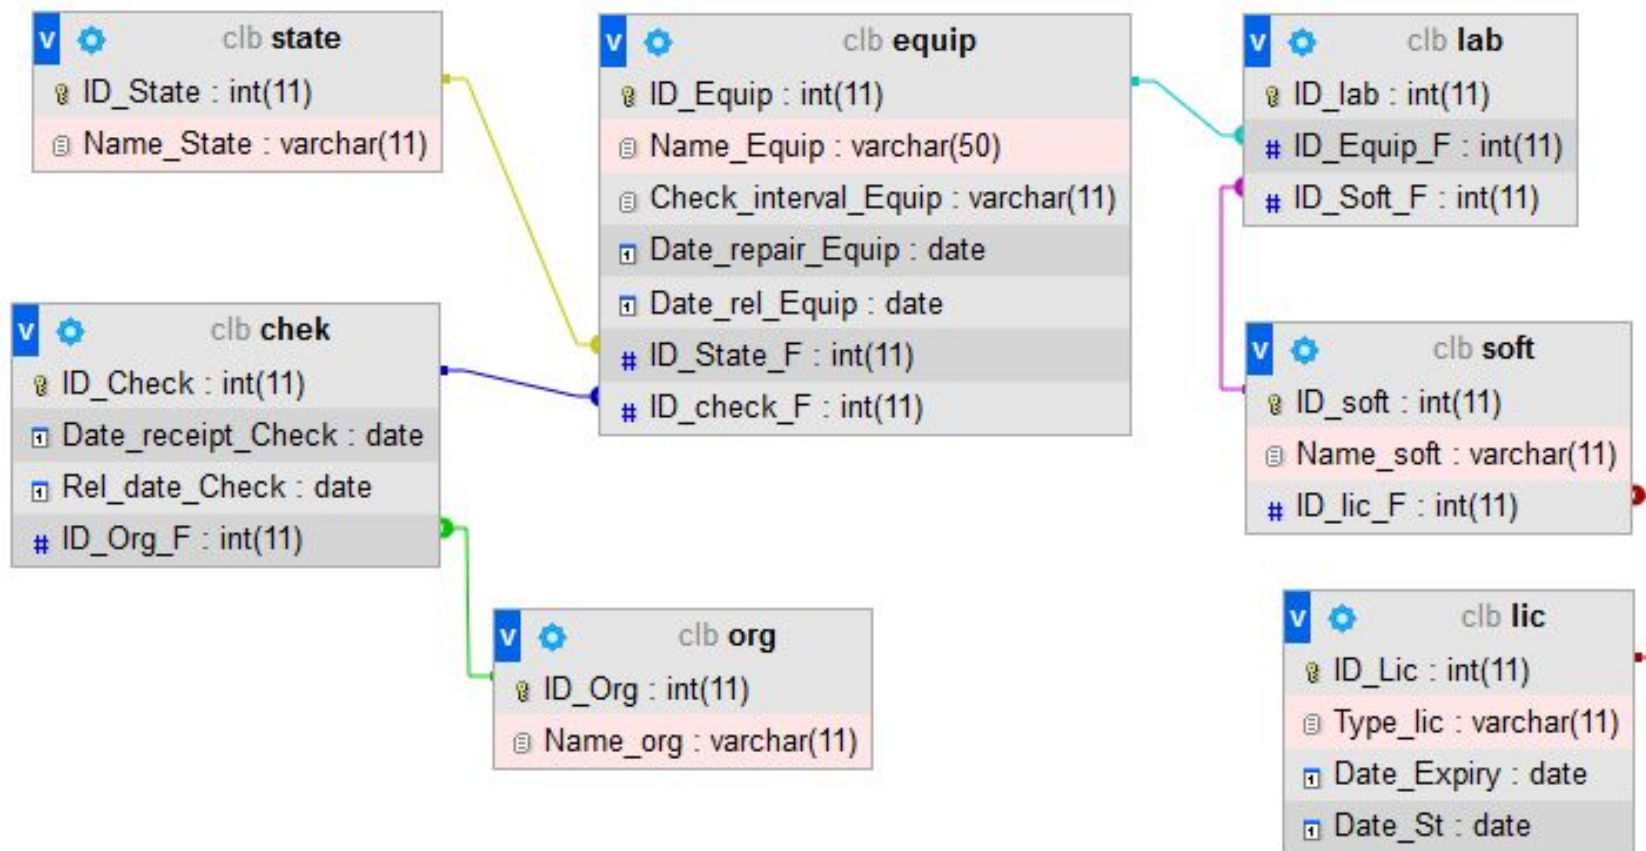 v clb state
ID_State : int(11)
Name_State : varchar(11)
v clb equip
ID_Equip : int(11)
Name_Equip : varchar(50)
Check_interval_Equip : varchar(11)
Date_repair_Equip : date
Date_rel_Equip : date
# ID_State_F : int(11)
# ID_check_F : int(11)
v clb lab
ID_lab : int(11)
# ID_Equip_F : int(11)
# ID_Soft_F : int(11)
v clb chek
ID_Check : int(11)
Date_receipt_Check : date
Rel_date_Check : date
# ID_Org_F : int(11)
v clb soft
ID_soft : int(11)
Name_soft : varchar(11)
# ID_lic_F : int(11)
v clb org
ID_Org : int(11)
Name_org : varchar(11)
v clb lic
ID_Lic : int(11)
Type_lic : varchar(11)
Date_Expiry : date
Date_St : date